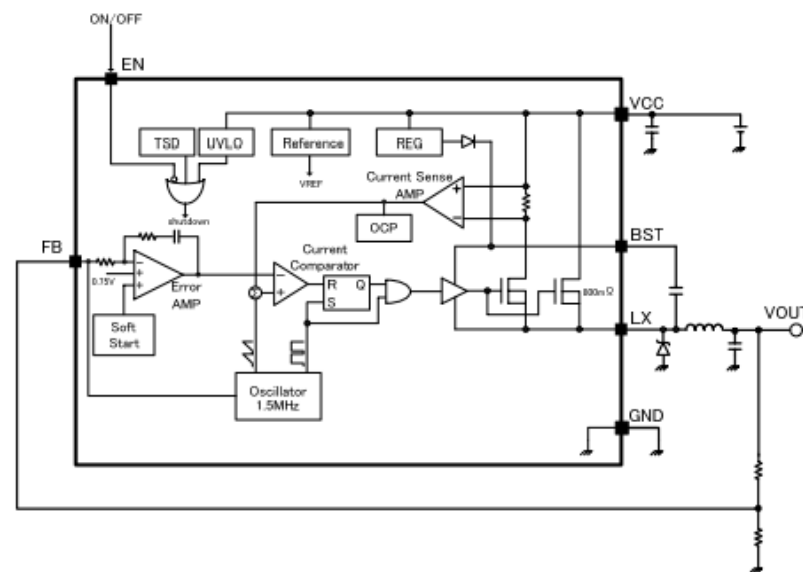 ON/OFF
EN
VCC
TSD
UVLO
Reference
REG
VREF
Current Sense
AMP
OCP
shutdown
FB
BST
Current
Comparator
0.75V
Error
AMP
R
Q
S
800mΩ
Soft
Start
LX
VOUT
Oscillator
1.5MHz
GND